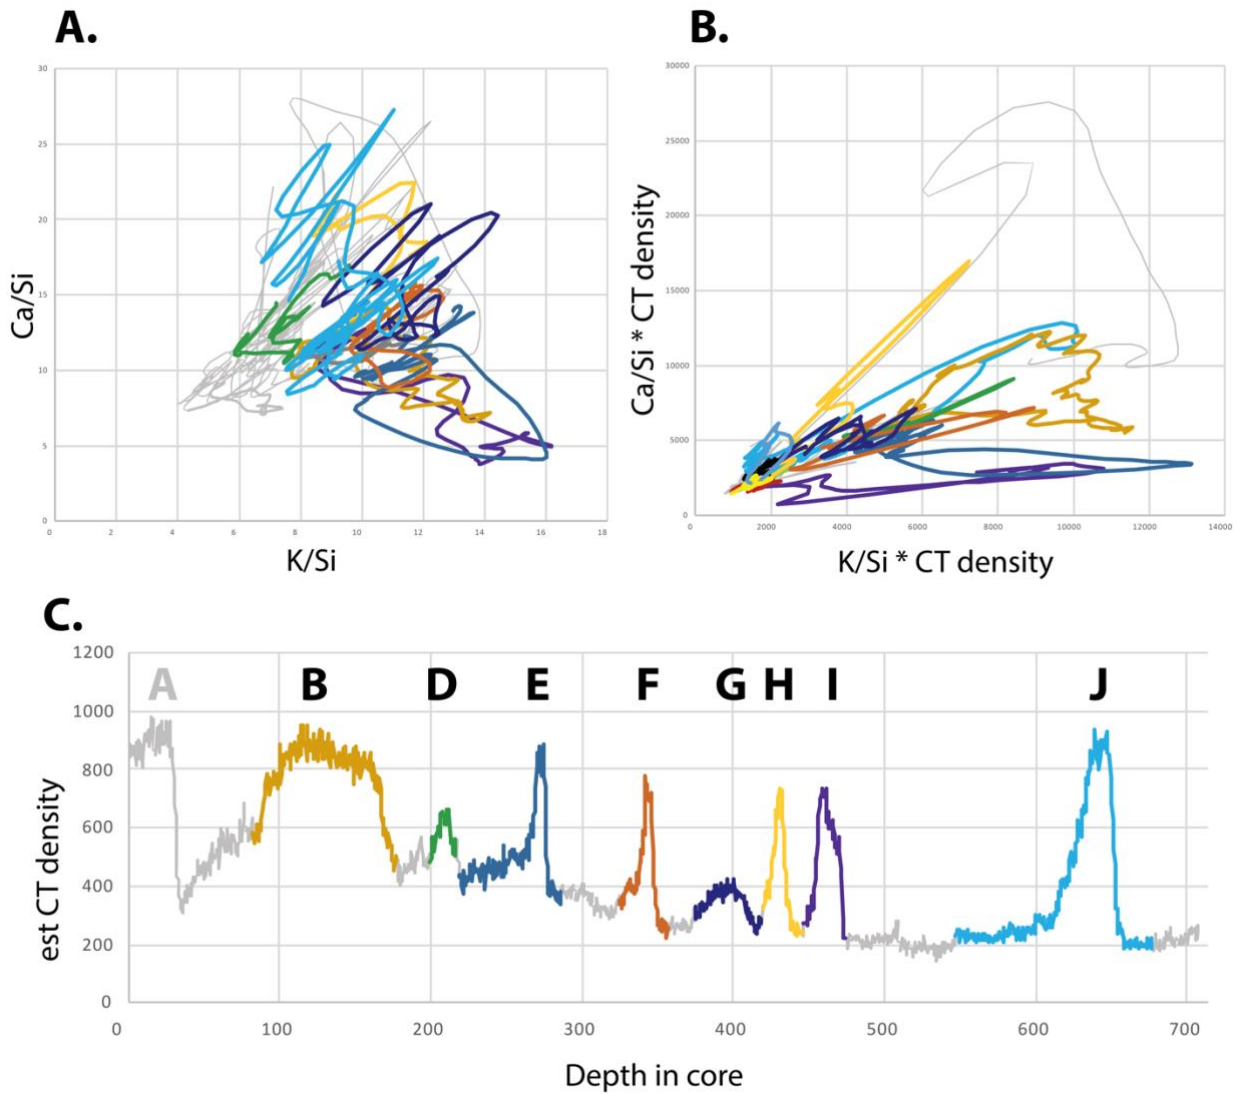 A.
B.
30
25
20
15
10
5
0
Ca/Si
0 2 4 6 8 10 12 14 16 18
K/Si
30000
25000
20000
15000
10000
5000
0
Ca/Si * CT density
0 2000 4000 6000 8000 10000 12000 14000
K/Si * CT density
C.
A B D E F G H I J
1200
1000
800
600
400
200
0
est CT density
0 100 200 300 400 500 600 700
Depth in core